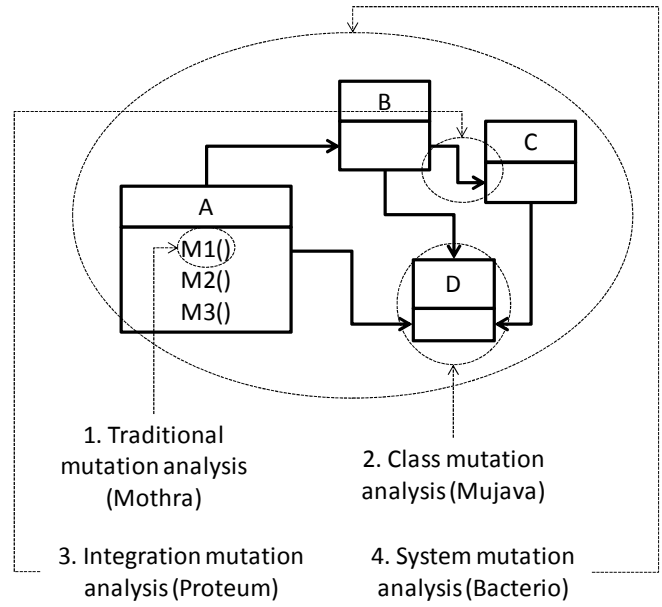 B
C
A
M1()
M2()
M3()
D
1. Traditional
mutation analysis
(Mothra)
2. Class mutation
analysis (Mujava)
3. Integration mutation
analysis (Proteum)
4. System mutation
analysis (Bacterio)